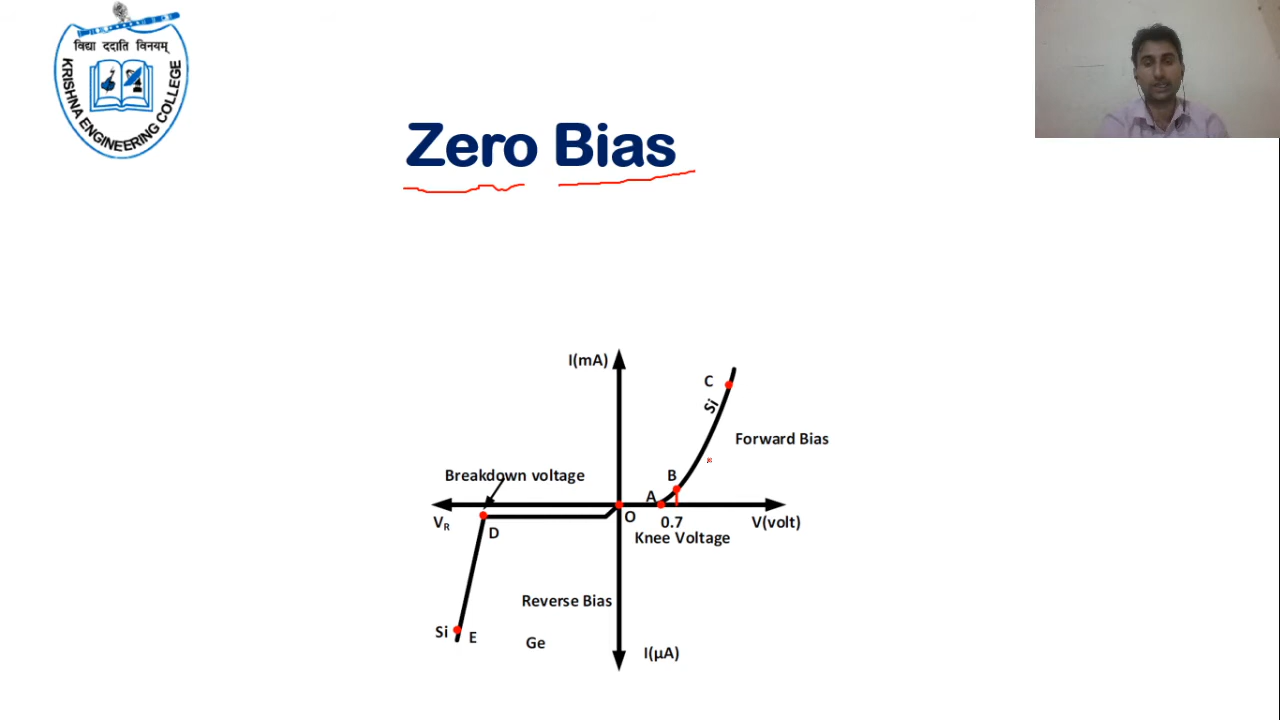 विद्या ददाति विनयम्
KRISHNA ENGINEERING COLLEGE
Zero Bias
I(mA)
C
Si
Forward Bias
Breakdown voltage
B
A
VR
O
0.7
V(volt)
D
Knee Voltage
Reverse Bias
Si
E
Ge
I(μA)